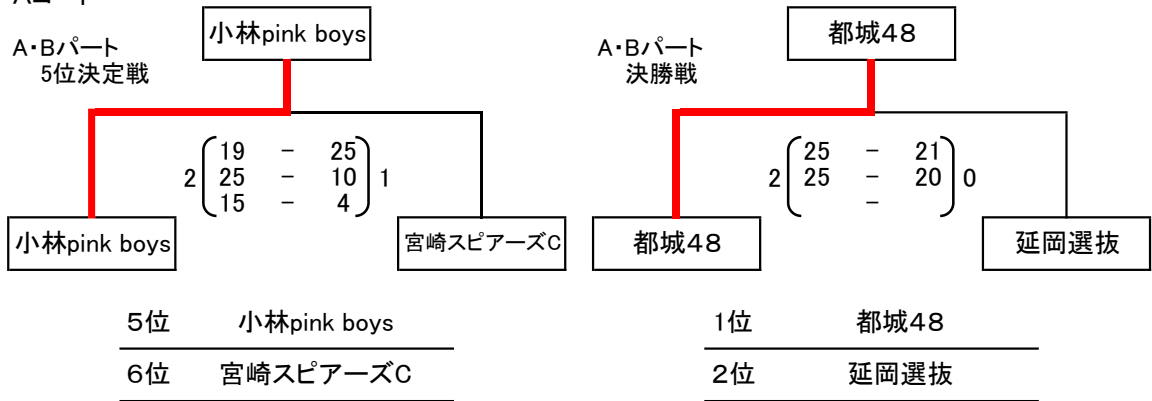 小林pink boys
A・Bパート
5位決定戦
2 19 - 25 1
25 - 10
15 - 4
小林pink boys
宮崎スピアーズC
5位 小林pink boys
6位 宮崎スピアーズC
都城48
A・Bパート
決勝戦
2 25 - 21 0
25 - 20
-
都城48
延岡選抜
1位 都城48
2位 延岡選抜